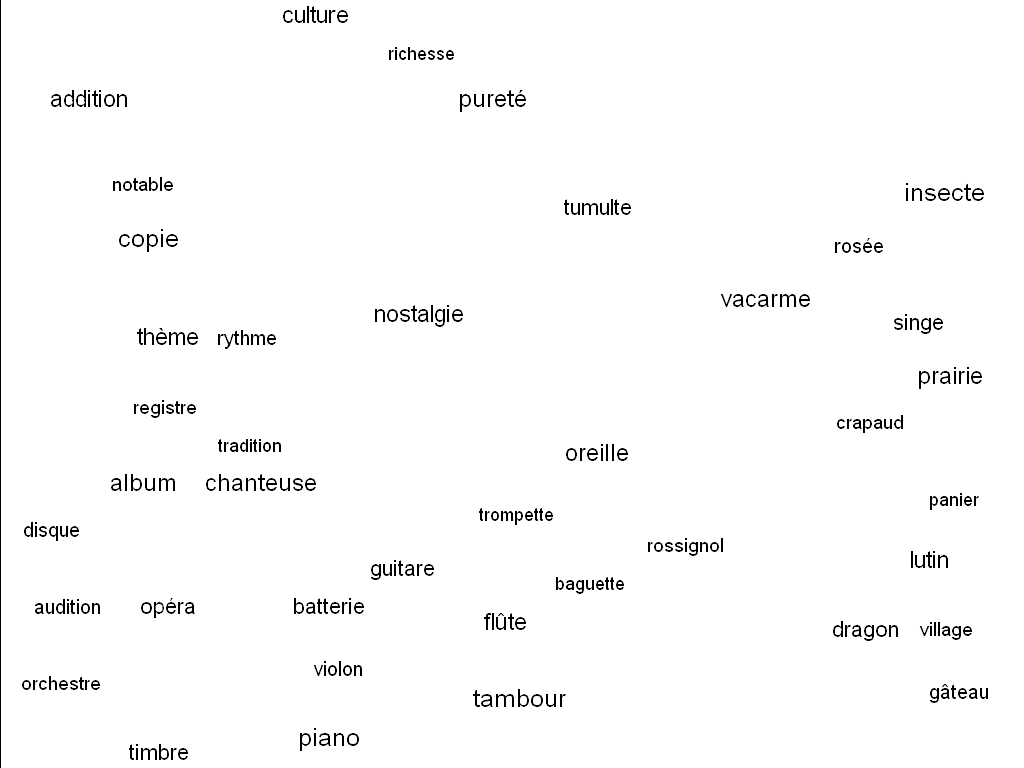 culture
richesse
addition pureté
notable insecte
tumulte
copie rosée
vacarme
nostalgie singe
thème rythme
prairie
registre crapaud
tradition oreille
album chanteuse
panier
trompette
disque
rossignol
guitare lutin
baguette
audition opéra batterie
flûte dragon village
violon
orchestre gâteau
tambour
piano
timbre